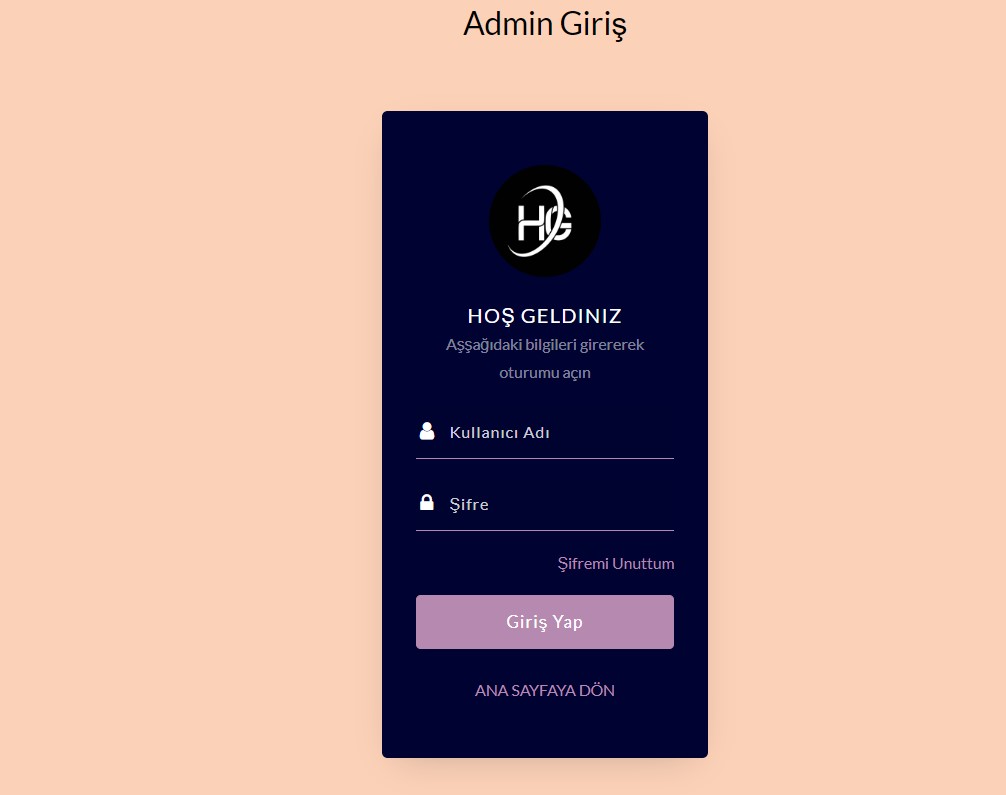 Admin Giriş
HG
HOŞ GELDINIZ
Aşşağıdaki bilgileri girererek
oturumu açın
Kullanıcı Adı
Şifre
Şifremi Unuttum
Giriş Yap
ANA SAYFAYA DÖN